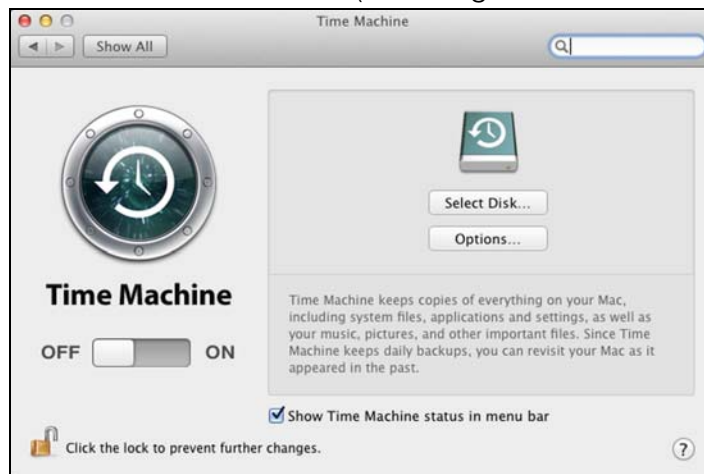 Time Machine
Show All
Select Disk...
Options...
Time Machine
Time Machine keeps copies of everything on your Mac,
including system files, applications and settings, as well as
your music, pictures, and other important files. Since Time
Machine keeps daily backups, you can revisit your Mac as it
appeared in the past.
OFF ON
Show Time Machine status in menu bar
Click the lock to prevent further changes.
?